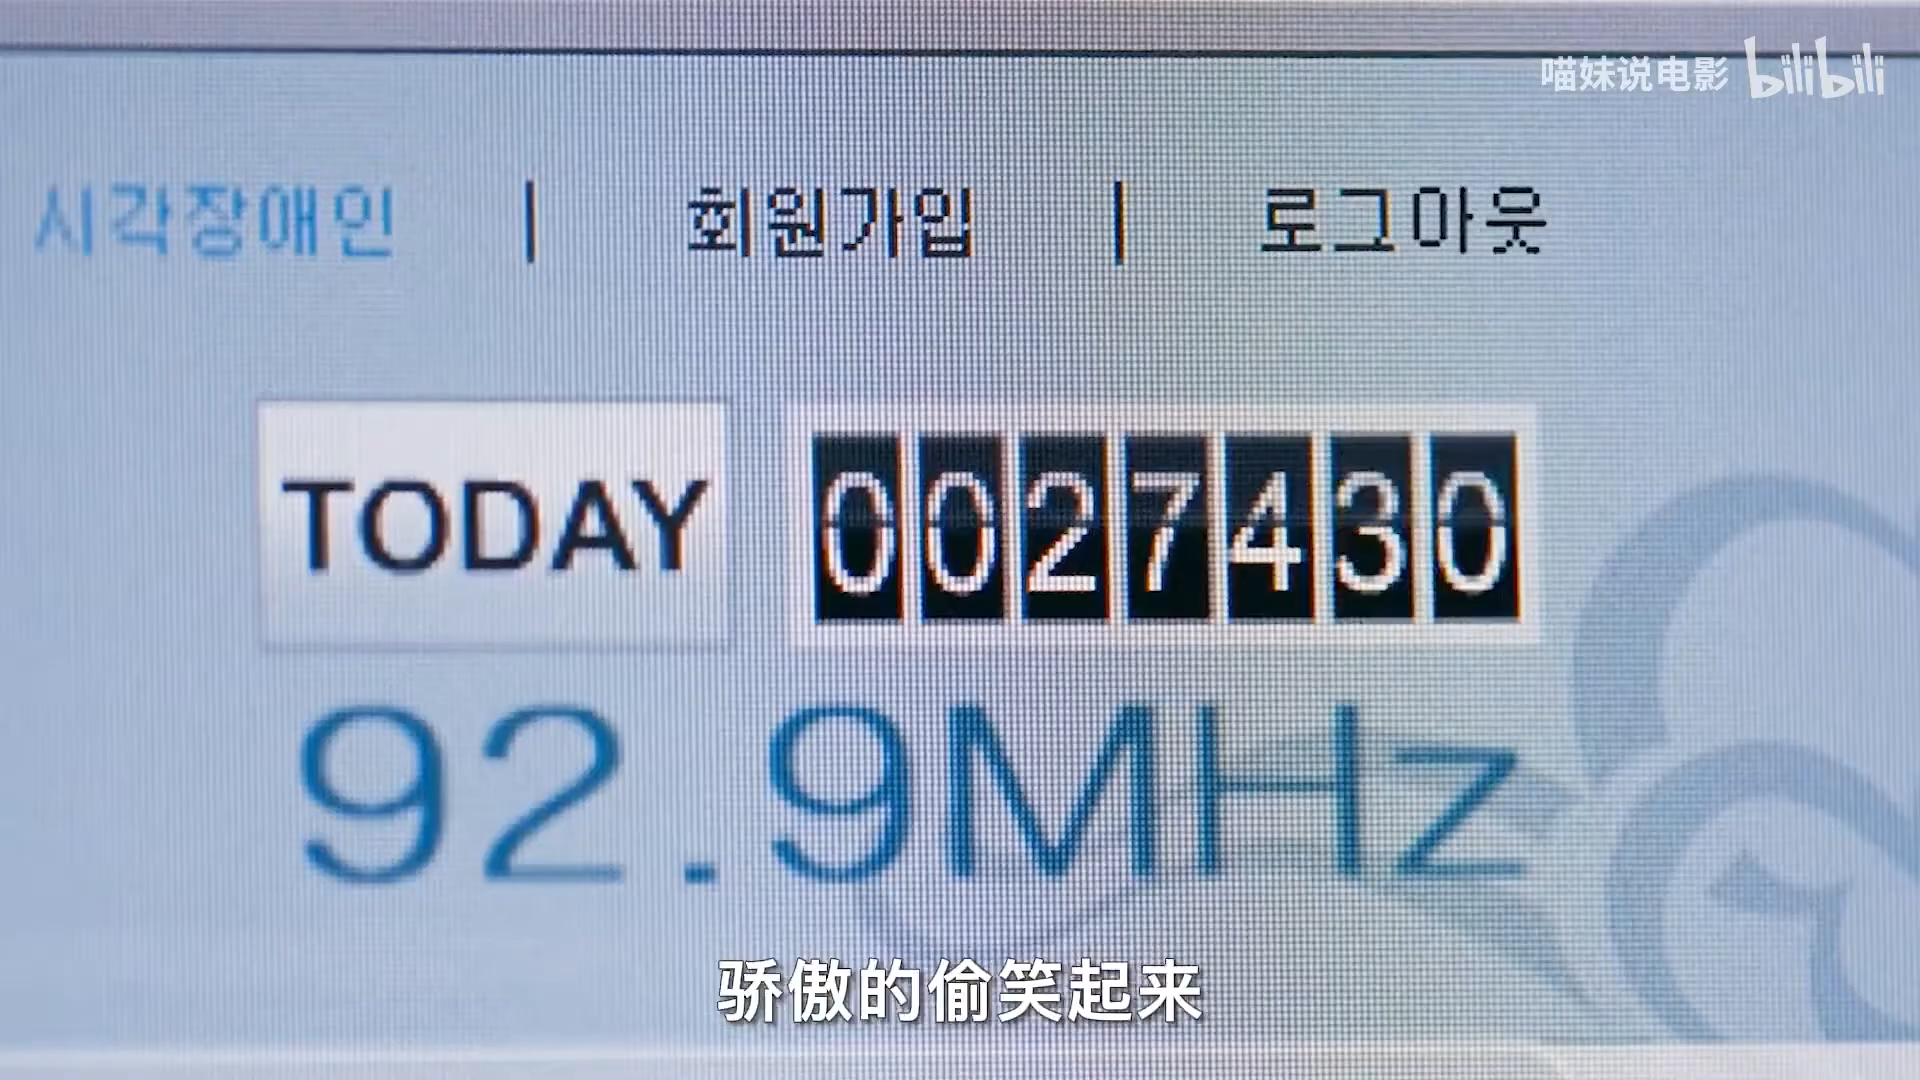 喵妹说电影 bilibili
시각장애인 | 회원가입 | 로그아웃
TODAY 0027430
92.9MHz
骄傲的偷笑起来